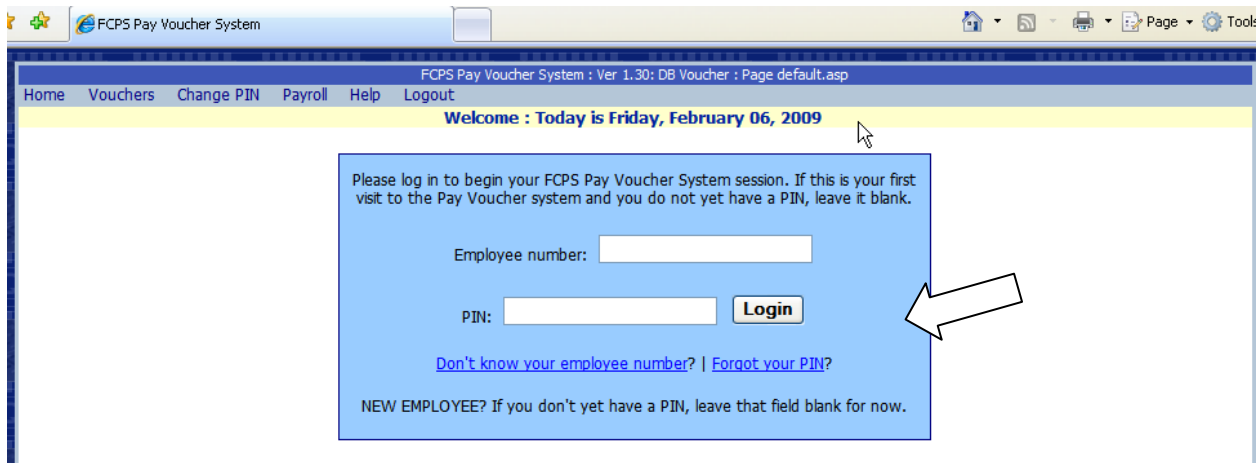 FCPS Pay Voucher System
Page
FCPS Pay Voucher System : Ver 1.30: DB Voucher : Page default.asp
Home Vouchers Change PIN Payroll Help Logout
Welcome : Today is Friday, February 06, 2009
Please log in to begin your FCPS Pay Voucher System session. If this is your first
visit to the Pay Voucher system and you do not yet have a PIN, leave it blank.
Employee number:
PIN: Login
Don't know your employee number? | Forgot your PIN?
NEW EMPLOYEE? If you don't yet have a PIN, leave that field blank for now.